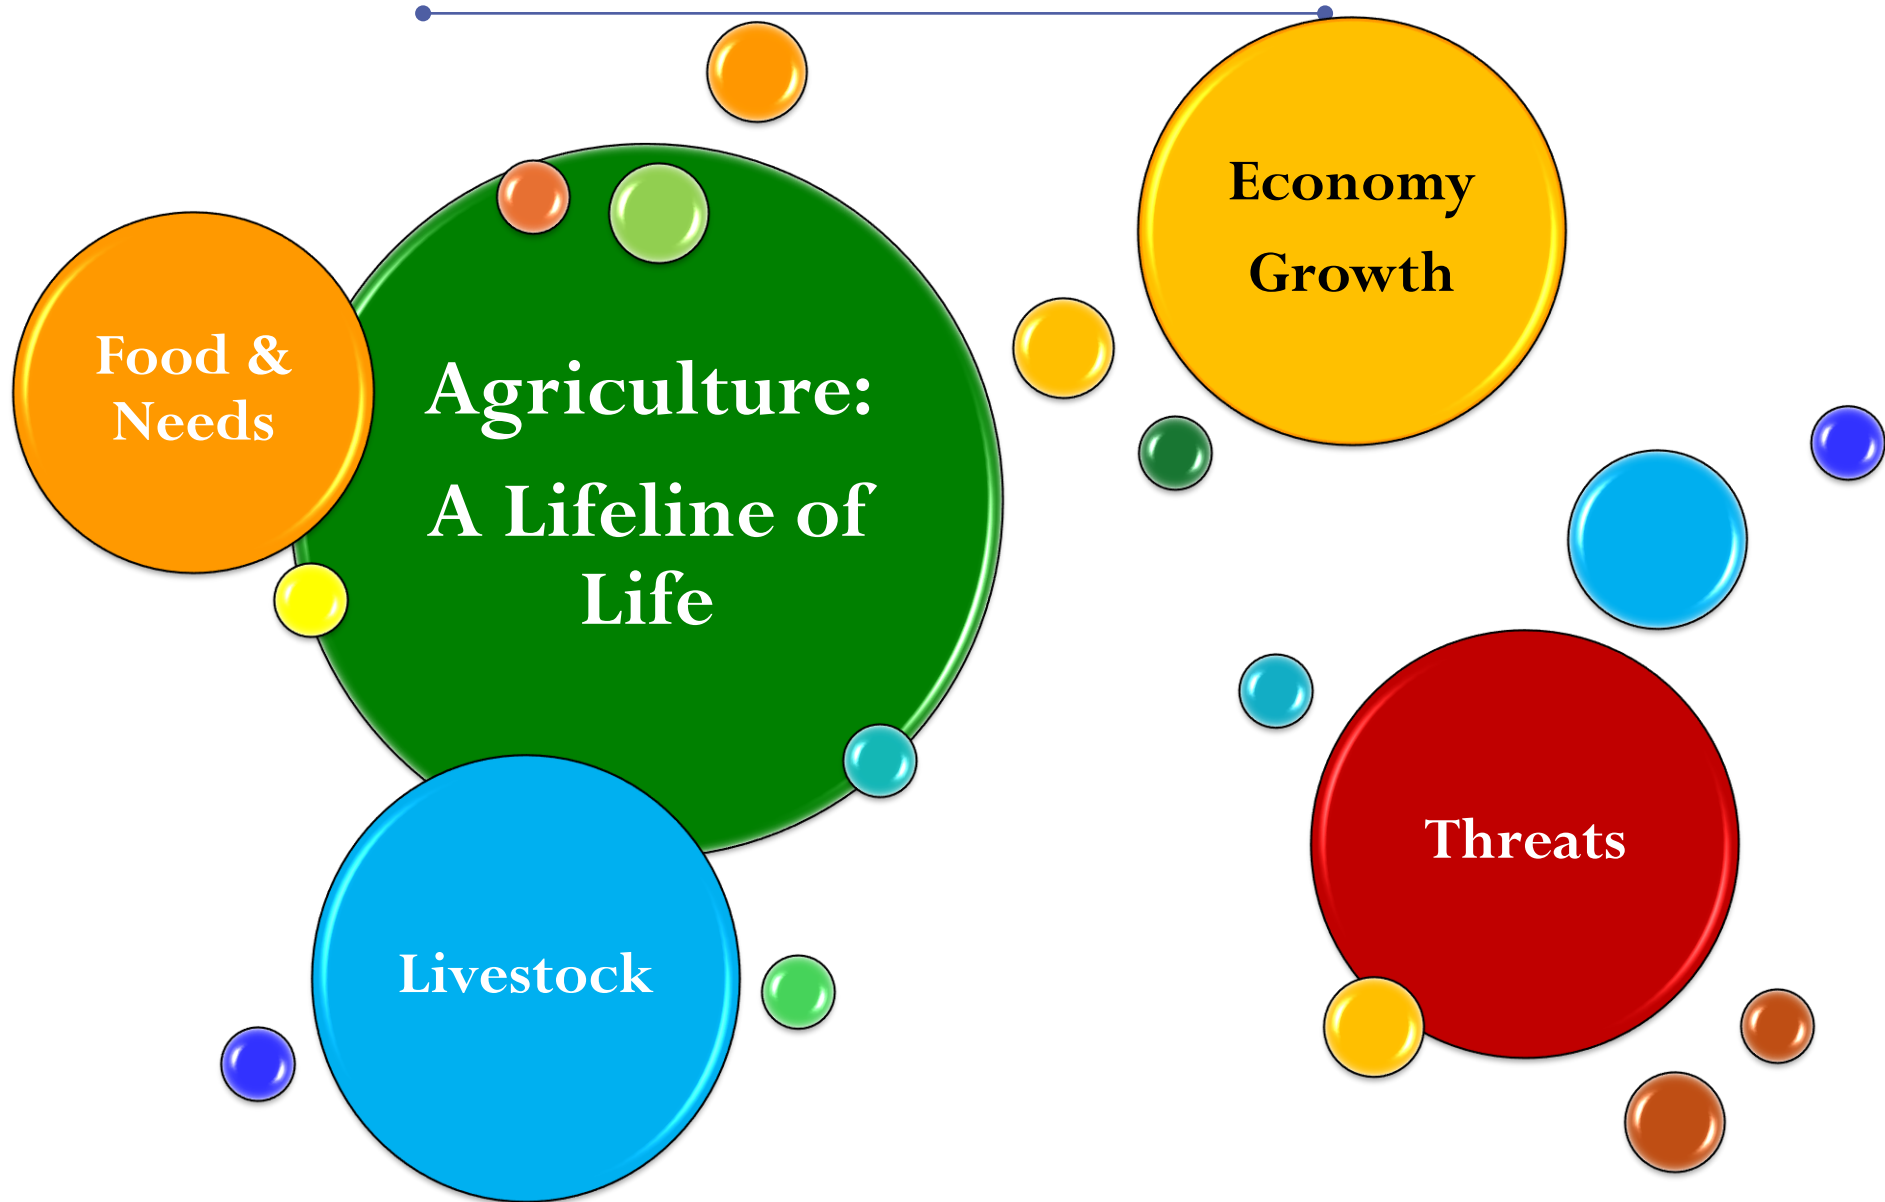 Economy
Growth
Food &
Needs
Agriculture:
A Lifeline of
Life
Threats
Livestock